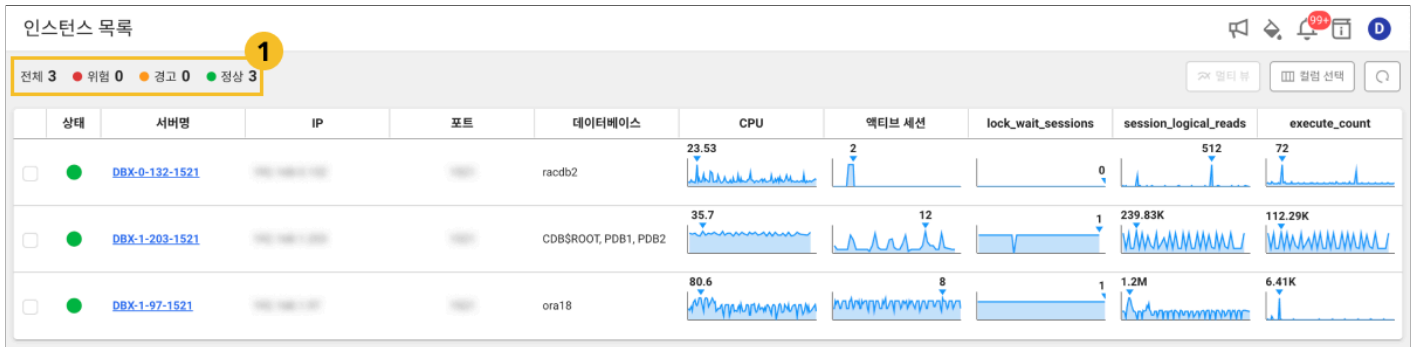 인스턴스 목록
99+
D
1
전체 3 위험 0 경고 0 정상 3
멀티 뷰
컬럼 선택
상태 서버명 IP 포트 데이터베이스 CPU 액티브 세션 lock_wait_sessions session_logical_reads execute_count
DBX-0-132-1521 racdb2 23.53 2 0 512 72
DBX-1-203-1521 CDB$ROOT, PDB1, PDB2 35.7 12 1 239.83K 112.29K
DBX-1-97-1521 ora18 80.6 8 1 1.2M 6.41K